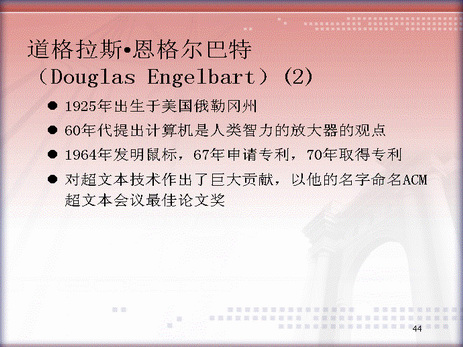 道格拉斯•恩格尔巴特
（Douglas Engelbart）(2)
● 1925年出生于美国俄勒冈州
● 60年代提出计算机是人类智力的放大器的观点
● 1964年发明鼠标，67年申请专利，70年取得专利
● 对超文本技术作出了巨大贡献，以他的名字命名ACM
超文本会议最佳论文奖
44